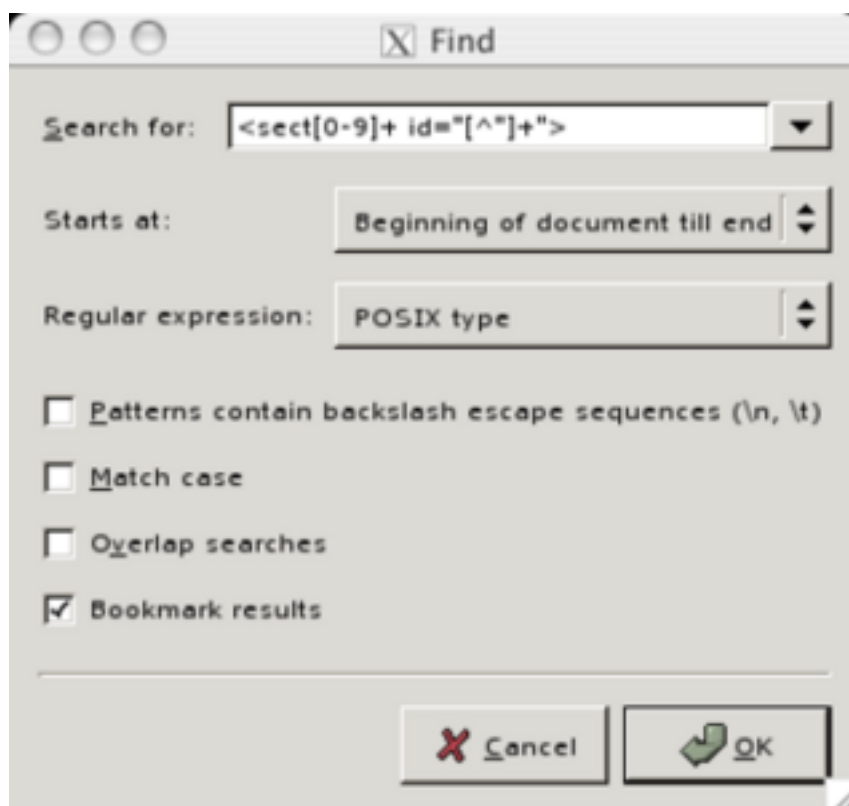 Find
Search for: <sect[0-9]+ id="[^"]+">
Starts at: Beginning of document till end
Regular expression: POSIX type
Patterns contain backslash escape sequences (\n, \t)
Match case
Overlap searches
Bookmark results
Cancel OK